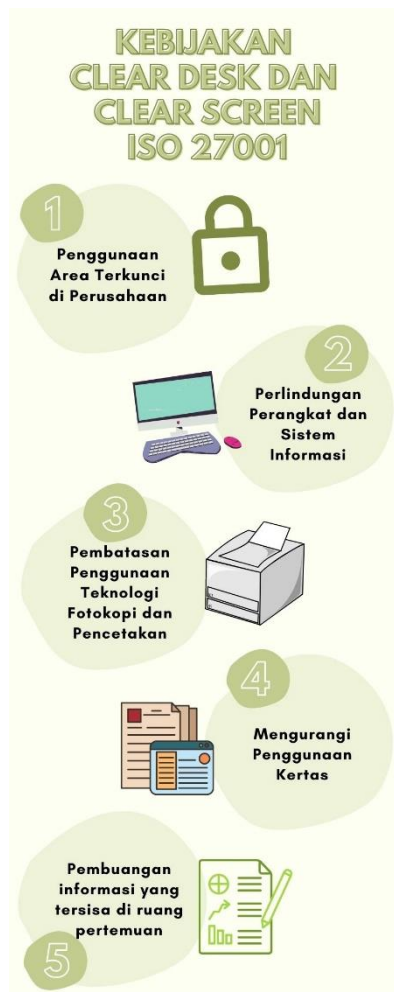 KEBIJAKAN
CLEAR DESK DAN
CLEAR SCREEN
ISO 27001
1
Penggunaan
Area Terkunci
di Perusahaan
2
Perlindungan
Perangkat dan
Sistem
Informasi
3
Pembatasan
Penggunaan
Teknologi
Fotokopi dan
Pencetakan
4
Mengurangi
Penggunaan
Kertas
Pembuangan
informasi yang
tersisa di ruang
pertemuan
5